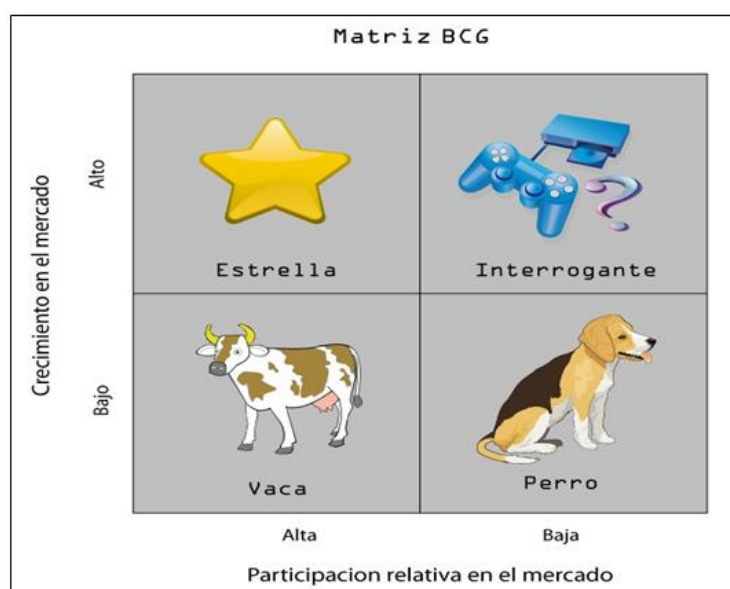 Matriz BCG
Crecimiento en el mercado
Alto
Estrella
Interrogante
?
Bajo
Vaca
Perro
Alta
Baja
Participacion relativa en el mercado